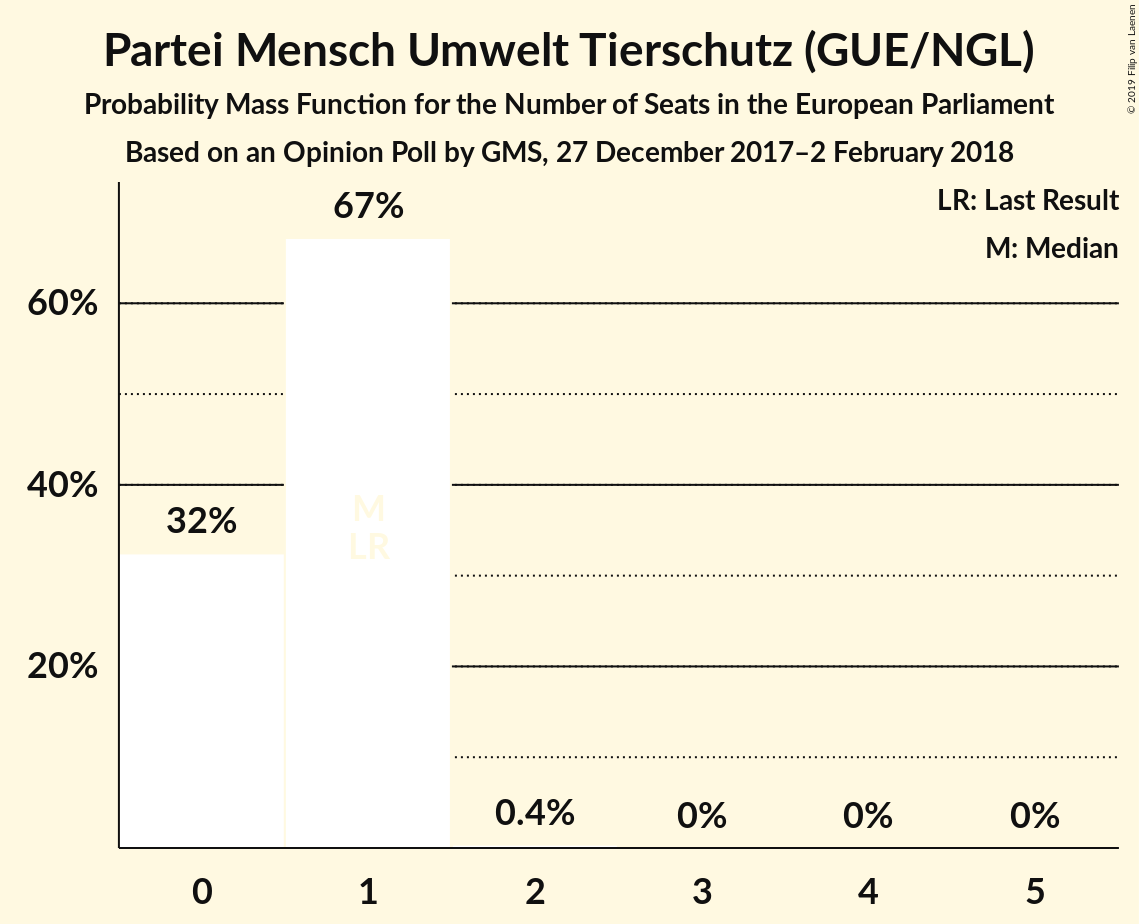 Partei Mensch Umwelt Tierschutz (GUE/NGL)
Probability Mass Function for the Number of Seats in the European Parliament
Based on an Opinion Poll by GMS, 27 December 2017–2 February 2018
© 2019 Filip van Laenen
LR: Last Result
M: Median
67%
60%
40%
32%
M
LR
20%
0.4%
0%
0%
0%
0 1 2 3 4 5